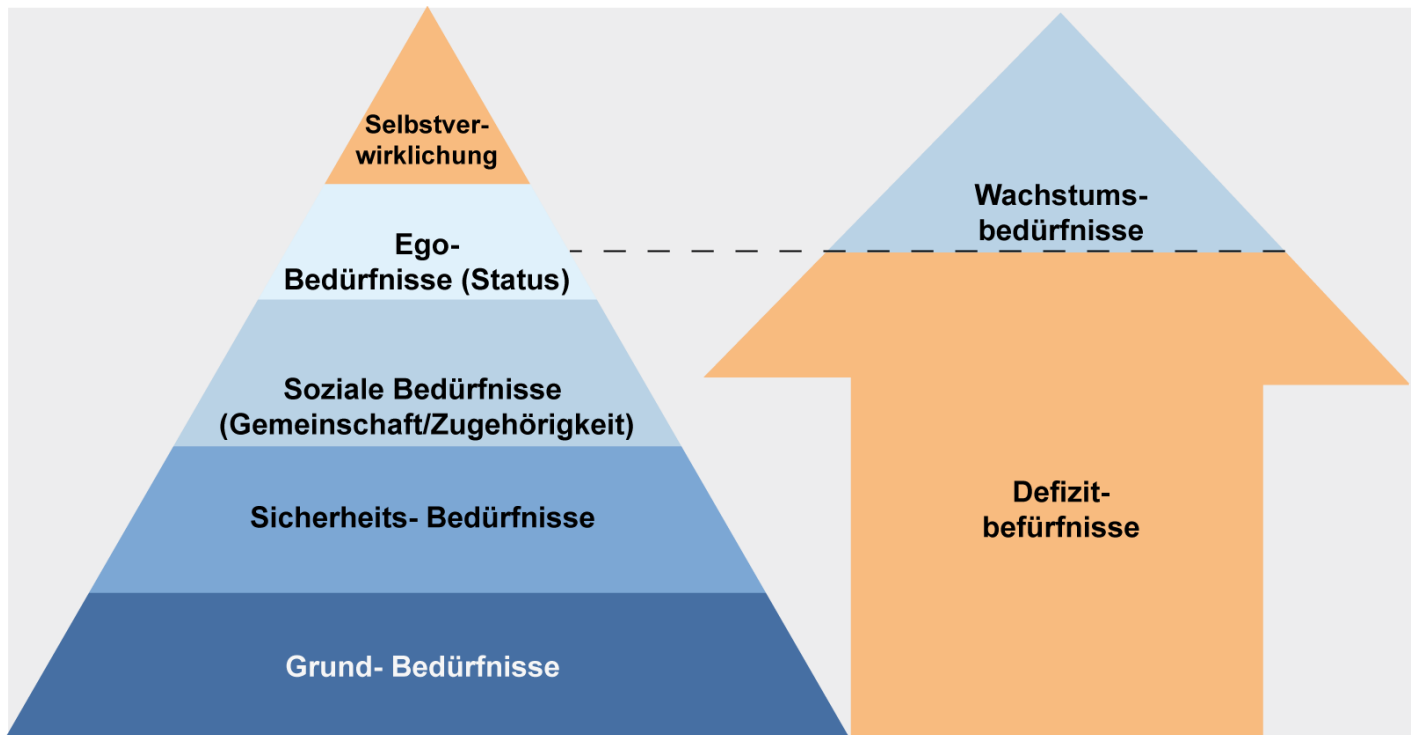 Selbstver-
wirklichung
Ego-
Bedürfnisse (Status)
Soziale Bedürfnisse
(Gemeinschaft/Zugehörigkeit)
Sicherheits- Bedürfnisse
Grund- Bedürfnisse
Wachstums-
bedürfnisse
Defizit-
befürfnisse